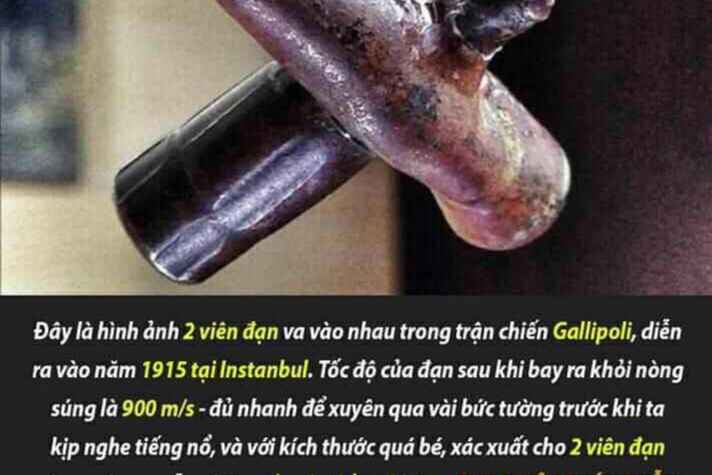 Đây là hình ảnh 2 viên đạn va vào nhau trong trận chiến Gallipoli, diễn
ra vào năm 1915 tại Instanbul. Tốc độ của đạn sau khi bay ra khỏi nòng
súng là 900 m/s - đủ nhanh để xuyên qua vài bức tường trước khi ta
kịp nghe tiếng nổ, và với kích thước quá bé, xác xuất cho 2 viên đạn